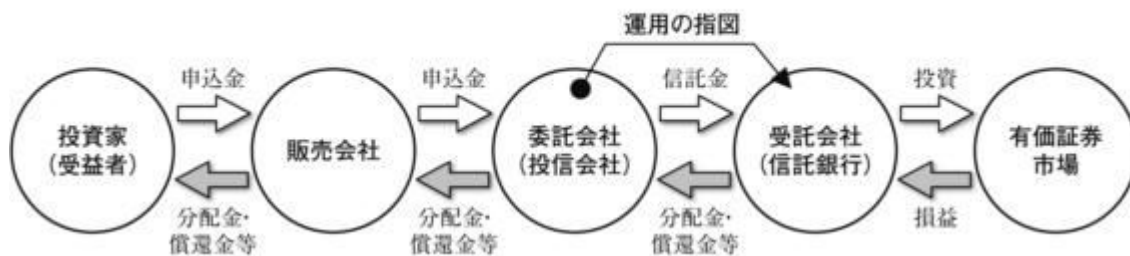 運用の指図
申込金
申込金
信託金
投資
投資家
(受益者)
販売会社
委託会社
(投信会社)
受託会社
(信託銀行)
有価証券
市場
分配金・
償還金等
分配金・
償還金等
分配金・
償還金等
損益